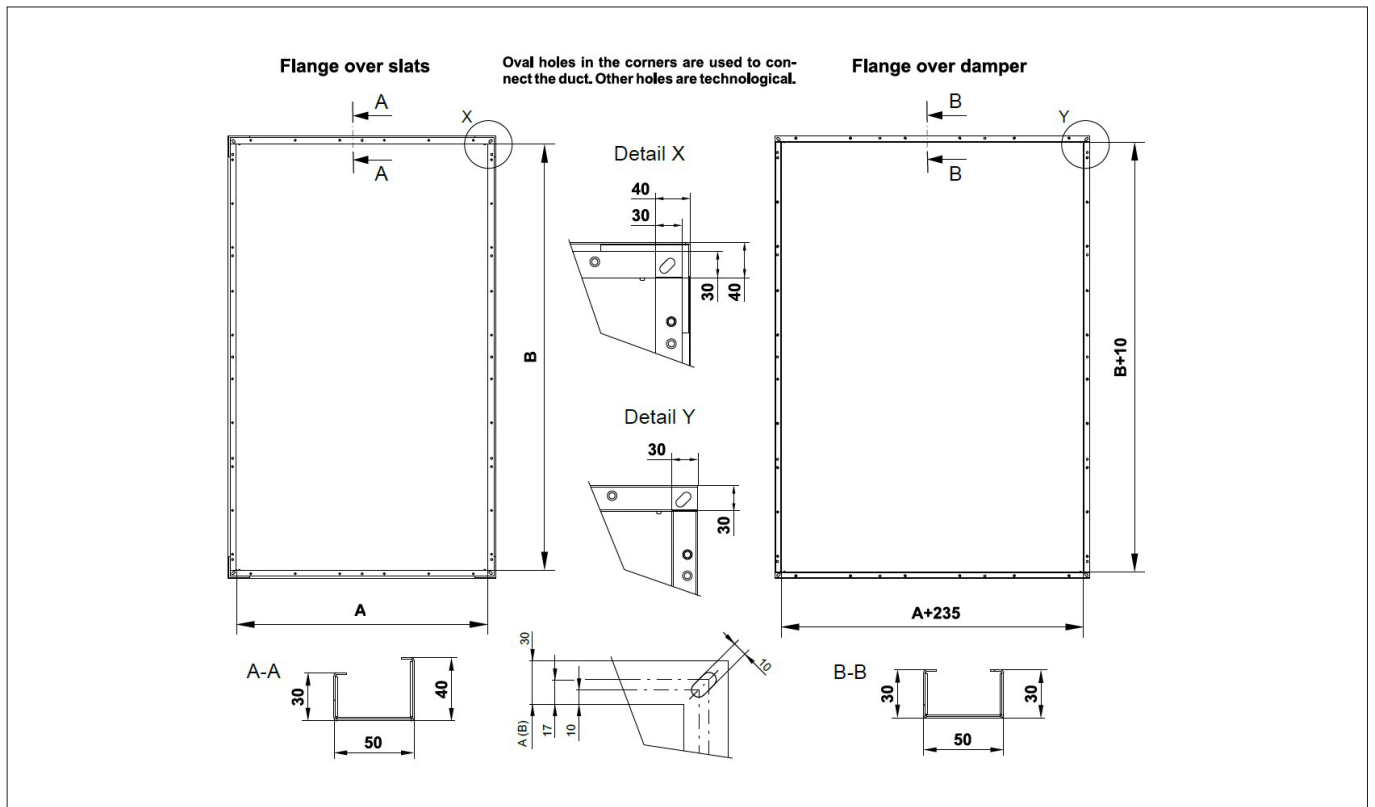 Flange over slats
Oval holes in the corners are used to con-
nect the duct. Other holes are technological.
Flange over damper
A
X
A
B
Y
B
Detail X
40
30
30
40
B
B+10
Detail Y
30
30
A
A+235
A-A
30
40
50
30
A (B)
17
10
10
B-B
30
30
50